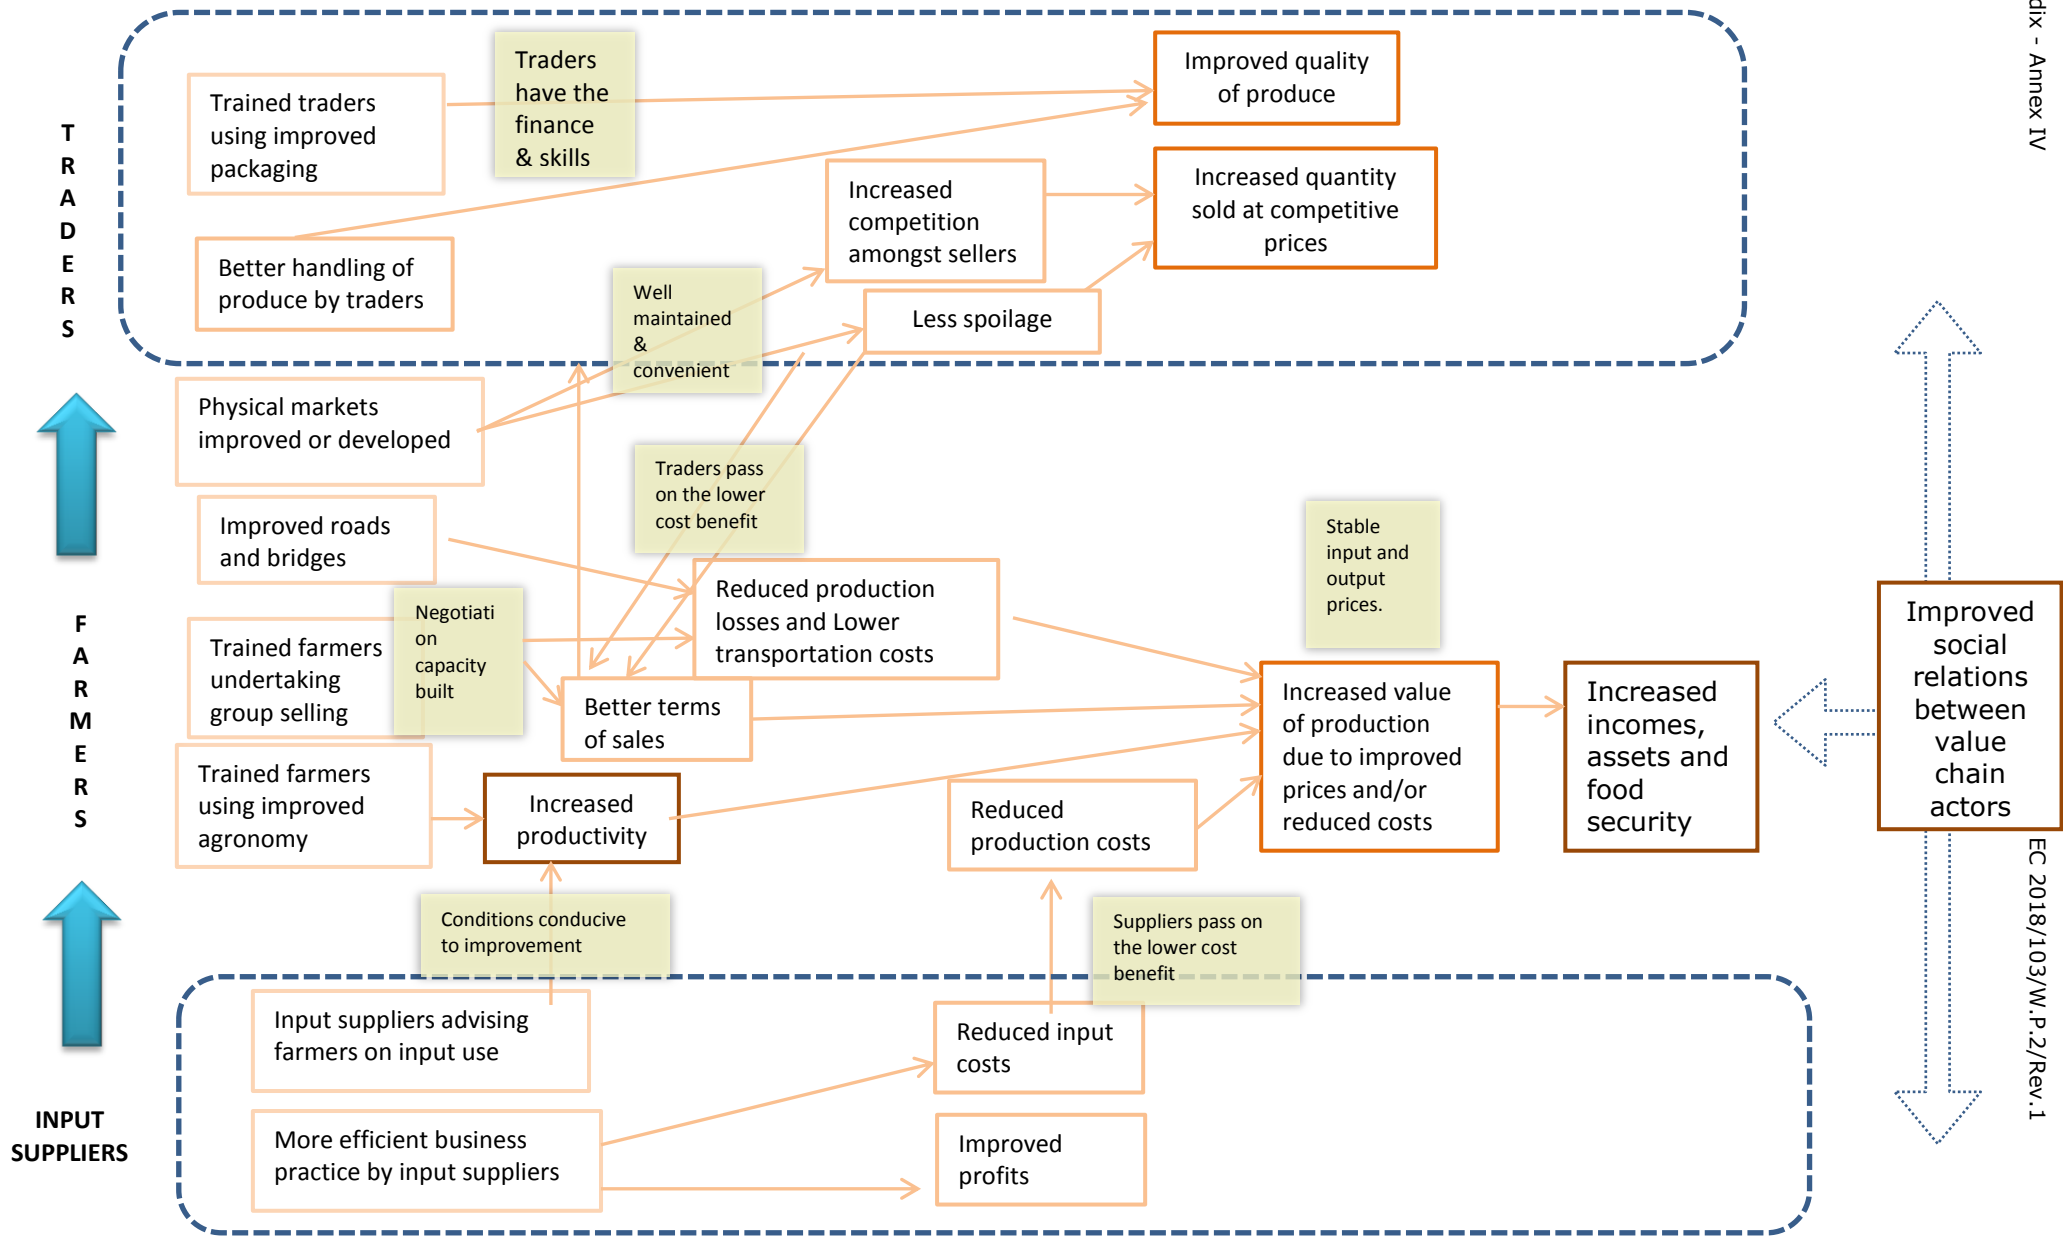 dix - Annex IV
TRADERS
Trained traders
using improved
packaging
Traders
have the
finance
& skills
Improved quality
of produce
Better handling of
produce by traders
Increased
competition
amongst sellers
Increased quantity
sold at competitive
prices
Well
maintained
&
convenient
Less spoilage
Physical markets
improved or developed
Traders pass
on the lower
cost benefit
Improved roads
and bridges
Stable
input and
output
prices.
FARMERS
Negotiati
on
capacity
built
Reduced production
losses and Lower
transportation costs
Trained farmers
undertaking
group selling
Better terms
of sales
Increased value
of production
due to improved
prices and/or
reduced costs
Increased
incomes,
assets and
food
security
Improved
social
relations
between
value
chain
actors
Trained farmers
using improved
agronomy
Increased
productivity
Reduced
production costs
Conditions conducive
to improvement
Suppliers pass on
the lower cost
benefit
INPUT
SUPPLIERS
Input suppliers advising
farmers on input use
Reduced input
costs
More efficient business
practice by input suppliers
Improved
profits
EC 2018/103/W.P.2/Rev.1